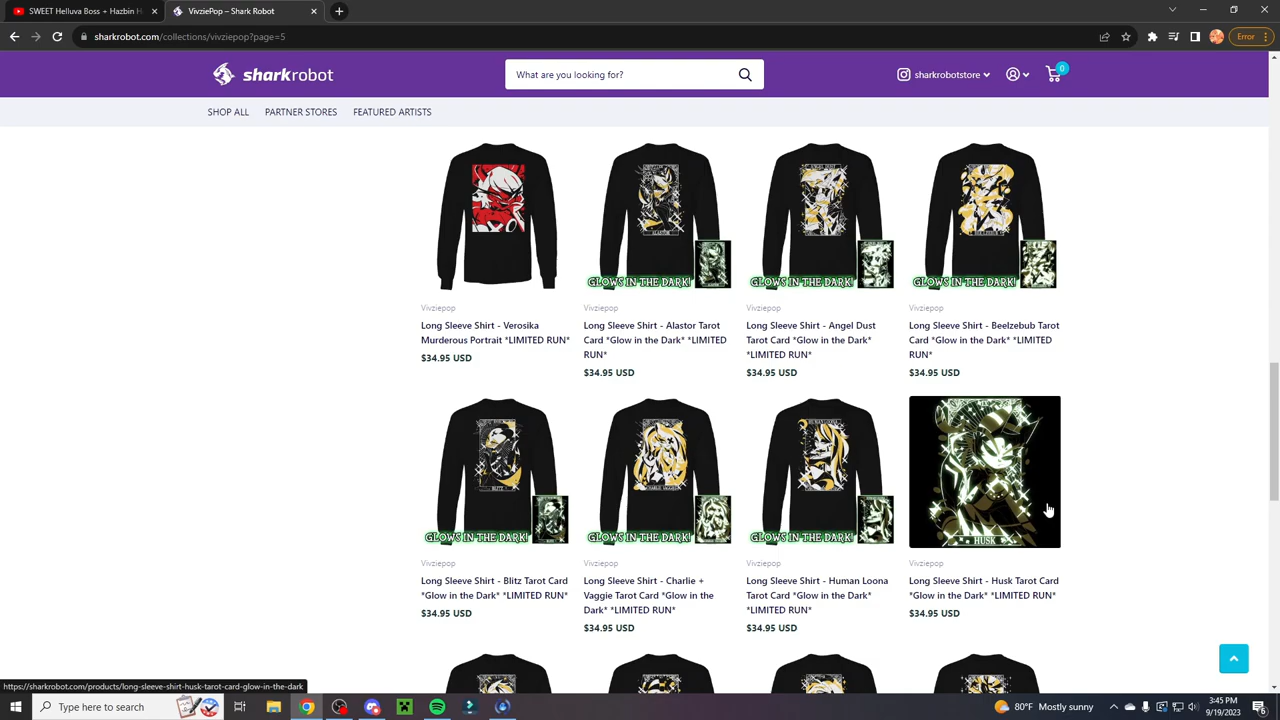 SWEET Helluva Boss + Hazbin H
VivziePop – Shark Robot
sharkrobot.com/collections/vivziepop?page=5
Error
sharkrobot
What are you looking for?
sharkrobotstore
0
SHOP ALL
PARTNER STORES
FEATURED ARTISTS
ALASTOR
ANGEL DUST
BEELZEBUB
GLOWS IN THE DARK!
GLOWS IN THE DARK!
GLOWS IN THE DARK!
Vivziepop
Long Sleeve Shirt - Verosika
Murderous Portrait *LIMITED RUN*
$34.95 USD
Vivziepop
Long Sleeve Shirt - Alastor Tarot
Card *Glow in the Dark* *LIMITED
RUN*
$34.95 USD
Vivziepop
Long Sleeve Shirt - Angel Dust
Tarot Card *Glow in the Dark*
*LIMITED RUN*
$34.95 USD
Vivziepop
Long Sleeve Shirt - Beelzebub Tarot
Card *Glow in the Dark* *LIMITED
RUN*
$34.95 USD
BLITZ
HUMAN LOONA
HUSK
GLOWS IN THE DARK!
GLOWS IN THE DARK!
GLOWS IN THE DARK!
Vivziepop
Long Sleeve Shirt - Blitz Tarot Card
*Glow in the Dark* *LIMITED RUN*
$34.95 USD
Vivziepop
Long Sleeve Shirt - Charlie +
Vaggie Tarot Card *Glow in the
Dark* *LIMITED RUN*
$34.95 USD
Vivziepop
Long Sleeve Shirt - Human Loona
Tarot Card *Glow in the Dark*
*LIMITED RUN*
$34.95 USD
Vivziepop
Long Sleeve Shirt - Husk Tarot Card
*Glow in the Dark* *LIMITED RUN*
$34.95 USD
https://sharkrobot.com/products/long-sleeve-shirt-husk-tarot-card-glow-in-the-dark
Type here to search
80°F Mostly sunny
3:45 PM
9/19/2023
6